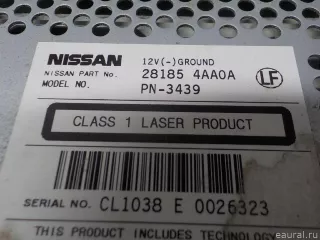 NISSAN 12V(-)GROUND
NISSAN PART No. 28185 4AA0A LF
MODEL NO. PN-3439
CLASS 1 LASER PRODUCT
SERIAL NO. CL1038 E 0026323
THIS PRODUCT INCLUDES TECHNOLOGY
eaural.ru